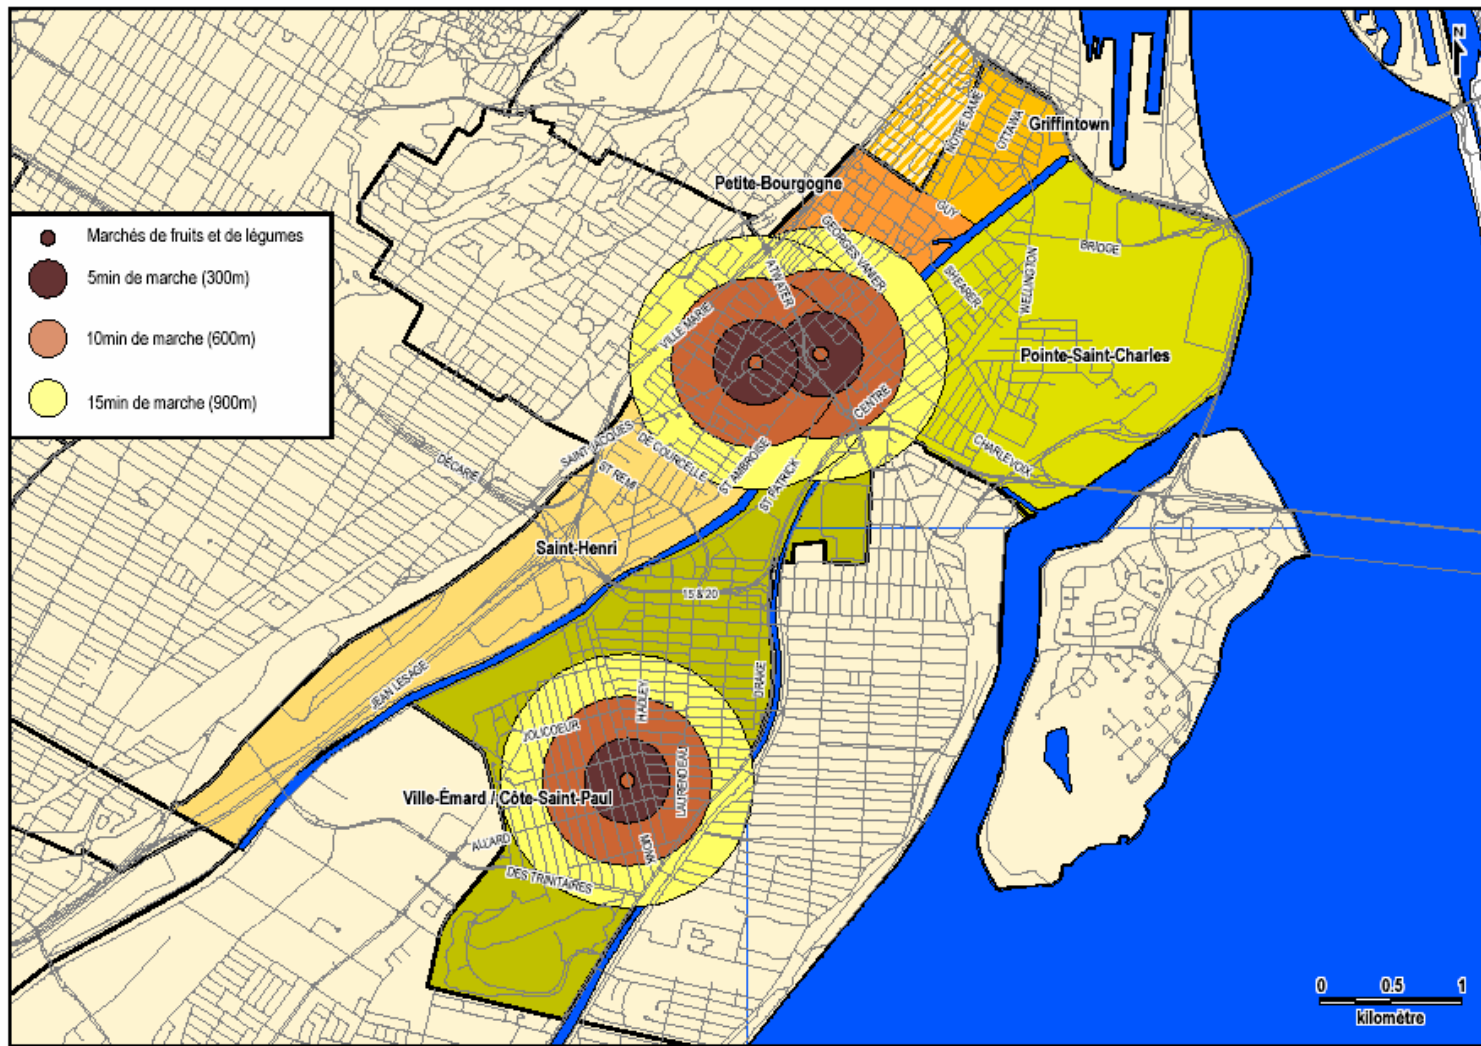 Z
NOTRE DAME
OTTAWA
Griffintown
Petite-Bourgogne
GUY
GEORGES VANIER
BRIDGE
Marchés de fruits et de légumes
5min de marche (300m)
10min de marche (600m)
15min de marche (900m)
ATWATER
SHEARER
WELLINGTON
VILLE MARIE
Pointe-Saint-Charles
CENTRE
SAINT JACQUES
DE COURCELLE
ST AMBROISE
ST PATRICK
CHARLEVOIX
DÉCARIE
ST REMI
Saint-Henri
15 & 20
JEAN LESAGE
DRAKE
HADLEY
JOLICOEUR
LAURENDEAU
Ville-Émard / Côte-Saint-Paul
ALLARD
MONK
DES TRINITAIRES
0 0.5 1
kilomètre